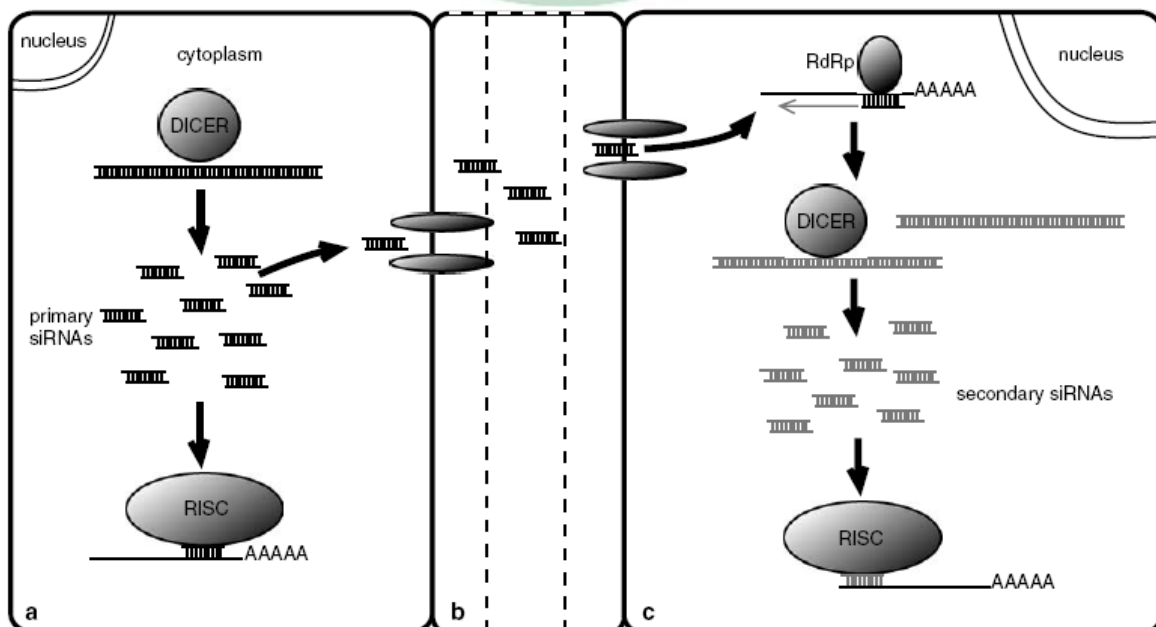 nucleus
cytoplasm
DICER
primary
siRNAs
RISC
AAAAA
a
b
RdRp
AAAAA
nucleus
DICER
secondary siRNAs
RISC
AAAAA
c